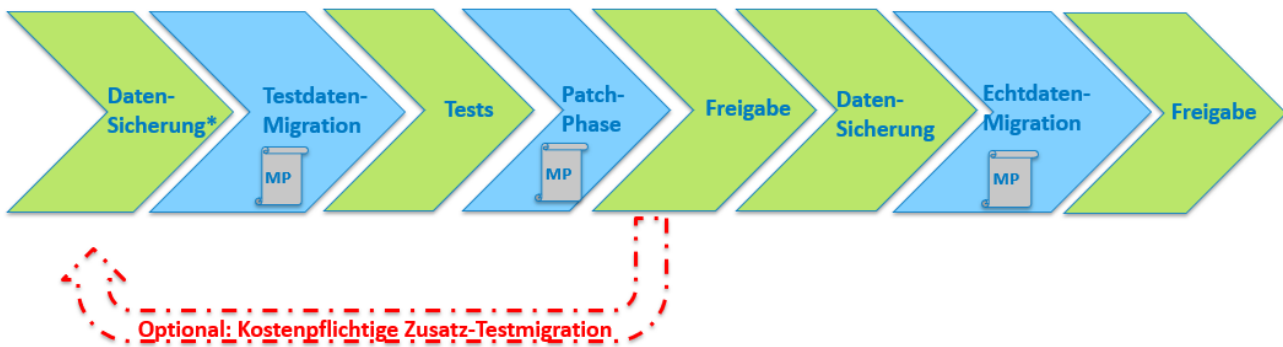 Daten-
Sicherung*
Testdaten-
Migration
MP
Tests
Patch-
Phase
MP
Freigabe
Daten-
Sicherung
Echtdaten-
Migration
MP
Freigabe
Optional: Kostenpflichtige Zusatz-Testmigration